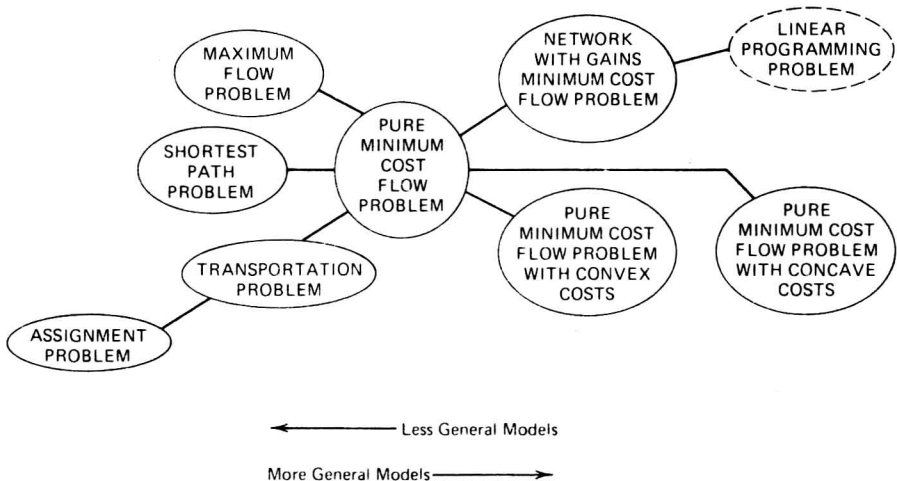 MAXIMUM
FLOW
PROBLEM
NETWORK
WITH GAINS
MINIMUM COST
FLOW PROBLEM
LINEAR
PROGRAMMING
PROBLEM
PURE
MINIMUM
COST
FLOW
PROBLEM
SHORTEST
PATH
PROBLEM
TRANSPORTATION
PROBLEM
PURE
MINIMUM COST
FLOW PROBLEM
WITH CONVEX
COSTS
PURE
MINIMUM COST
FLOW PROBLEM
WITH CONCAVE
COSTS
ASSIGNMENT
PROBLEM
Less General Models
More General Models